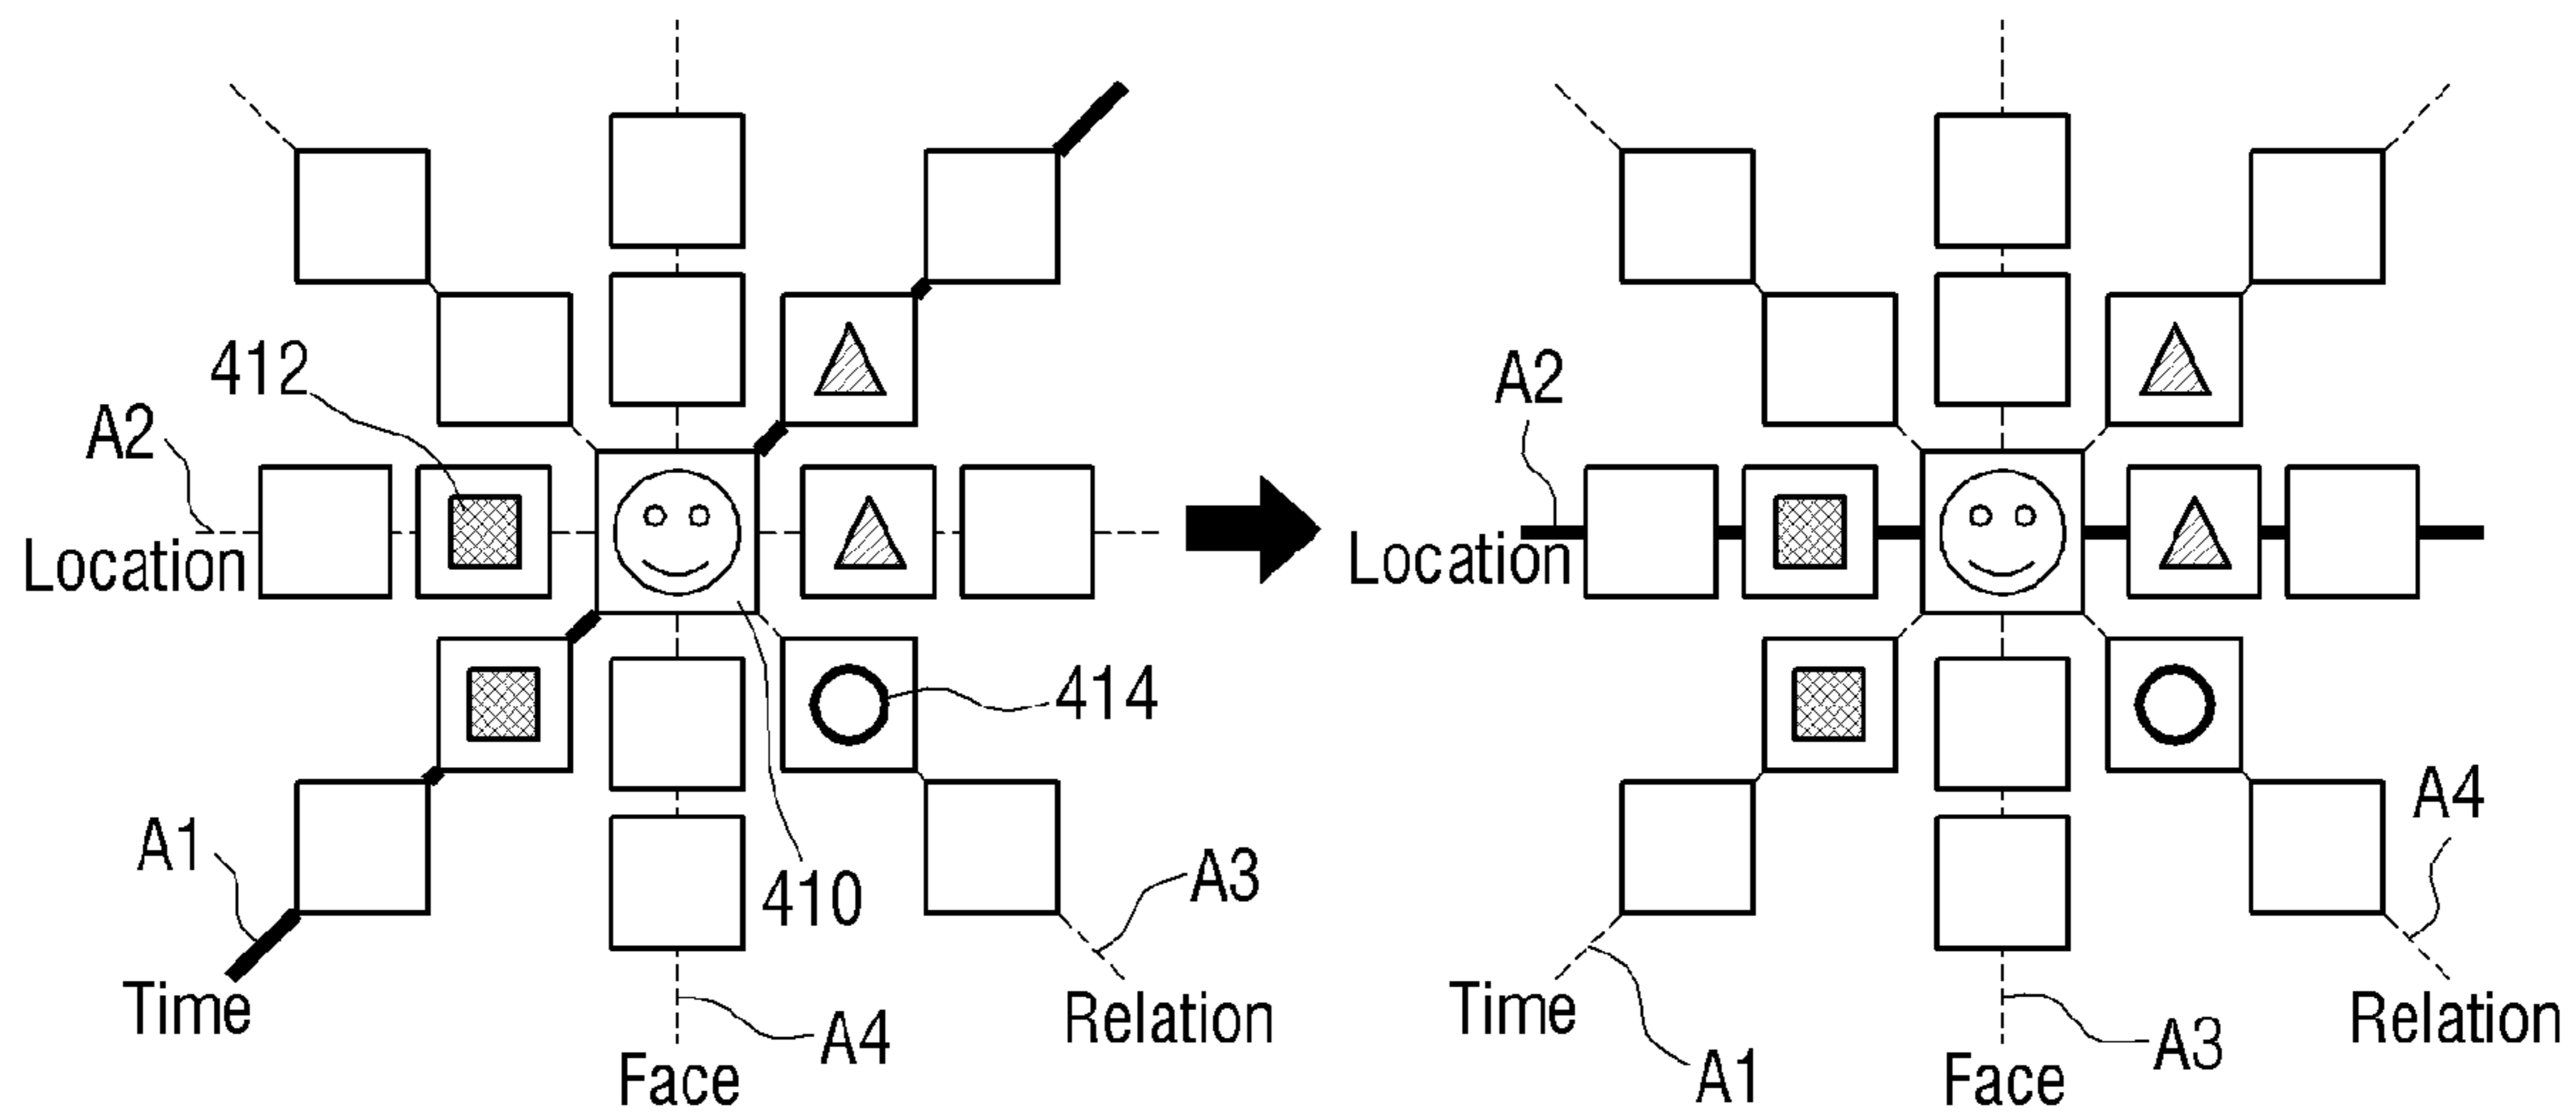 412
A2
Location
414
A1
410
A3
Time
Relation
A4
Face
A2
Location
A4
Time
Relation
A3
A1
Face